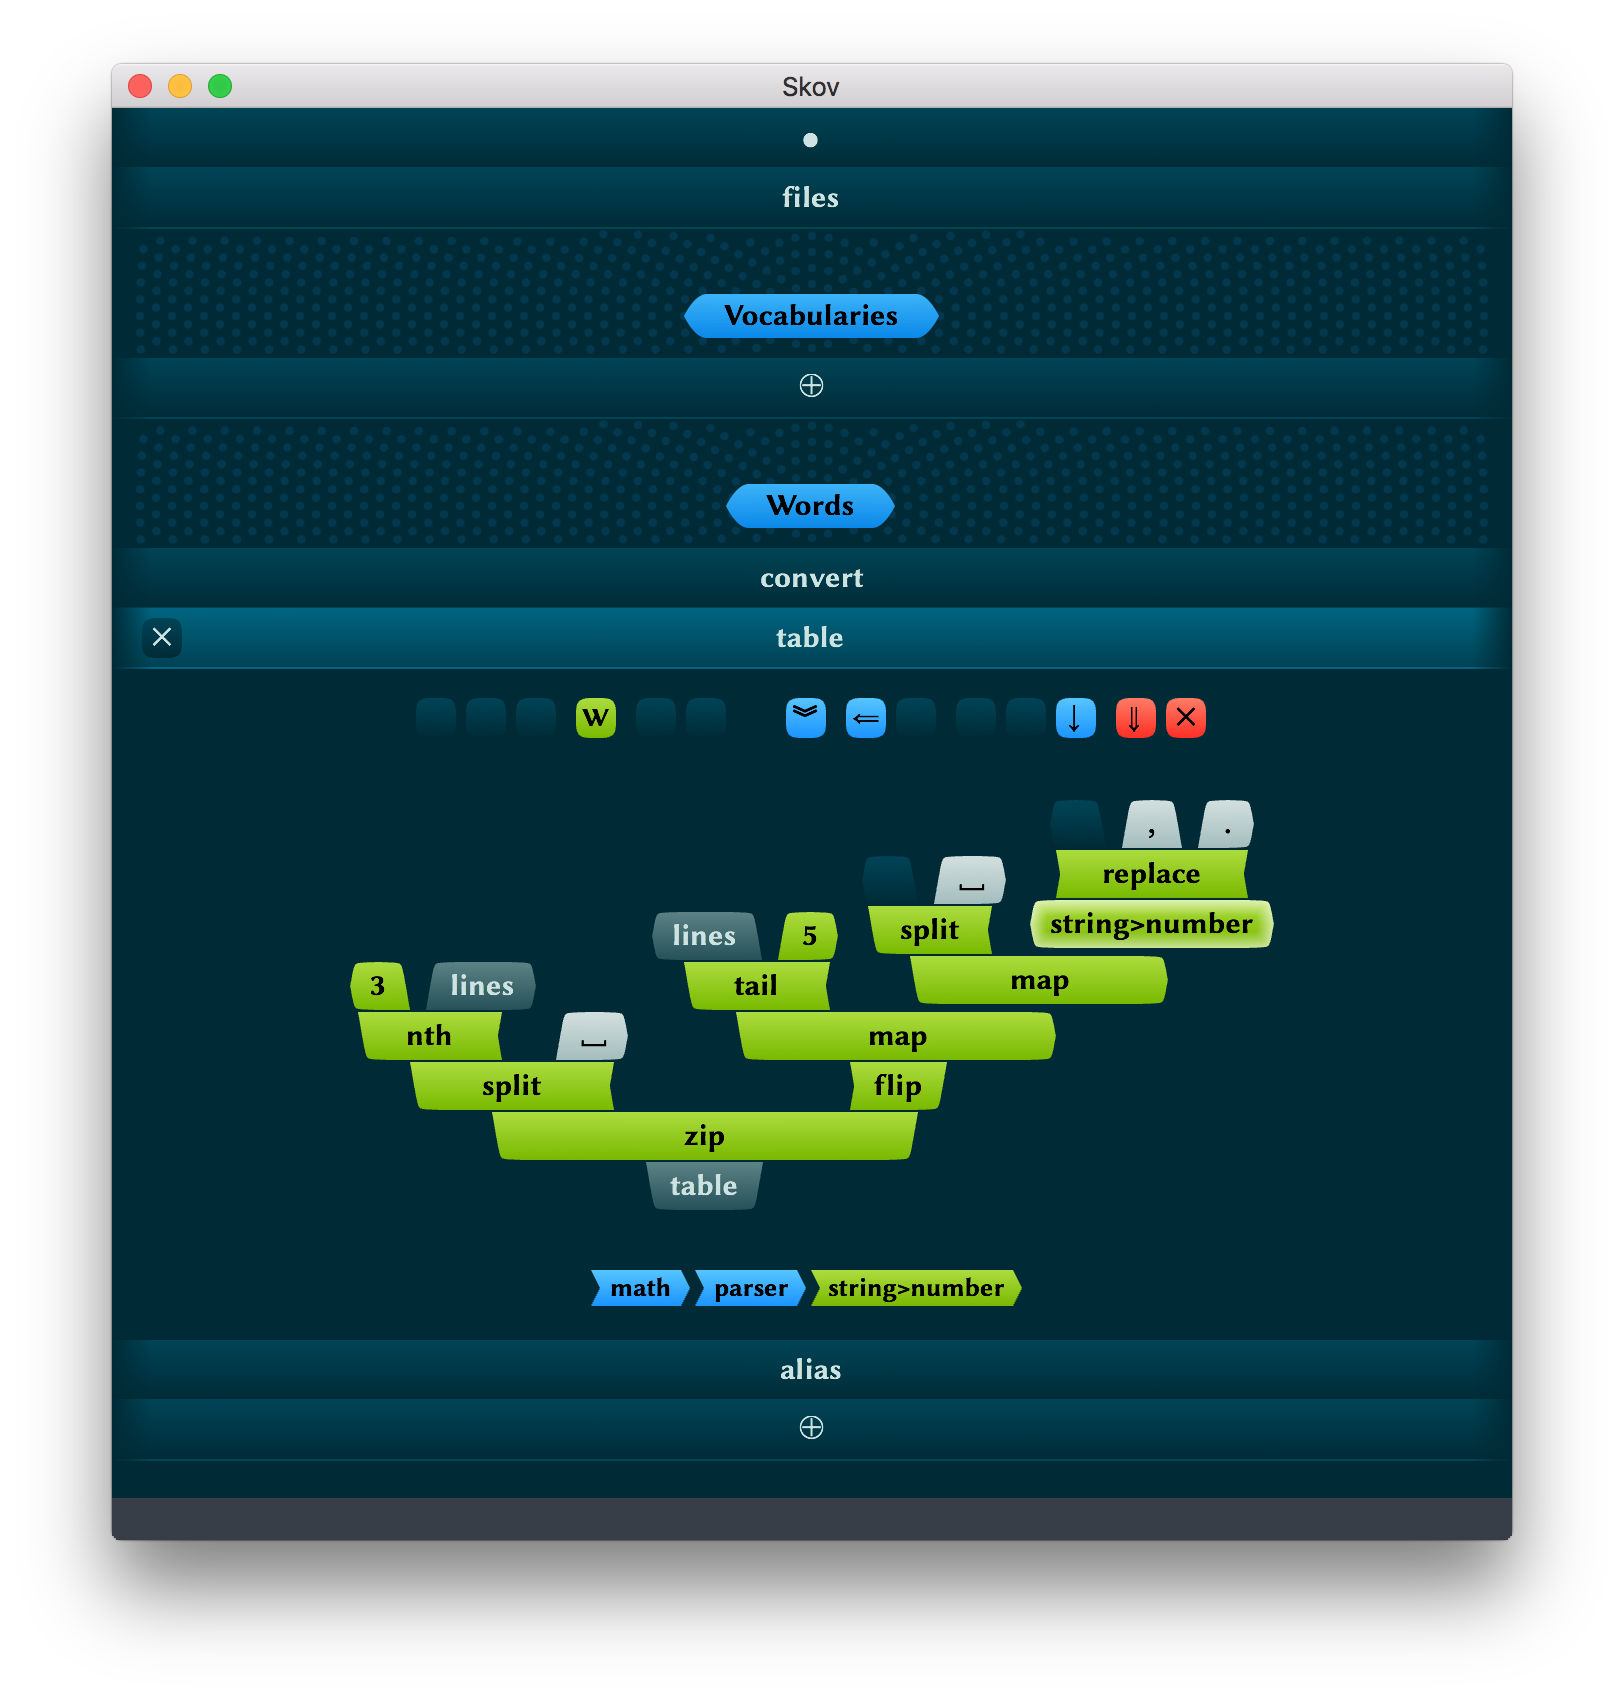 Skov
files
Vocabularies
⊕
Words
convert
× table
w ⇐ ↓ ⇓ ×
, .
replace
␣
split string>number
lines 5
3 lines tail map
nth ␣ map
split flip
zip
table
math parser string>number
alias
⊕